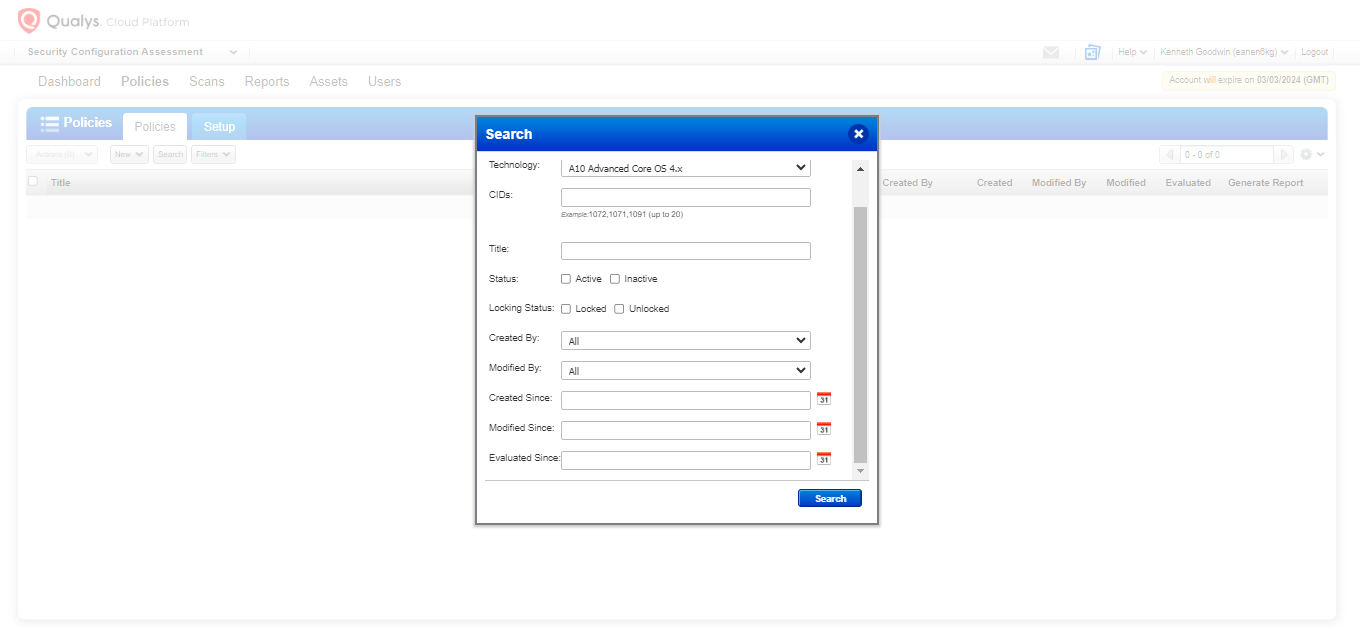 Qualys. Cloud Platform
Security Configuration Assessment
Help
Kenneth Goodwin (eanen6kg)
Logout
Dashboard Policies Scans Reports Assets Users
Account will expire on 03/03/2024 (GMT)
Policies Policies Setup
Actions (0) New Search Filters
0 - 0 of 0
Title Created By Created Modified By Modified Evaluated Generate Report
Search
Technology: A10 Advanced Core OS 4.x
CIDs:
Example:1072,1071,1091 (up to 20)
Title:
Status: Active Inactive
Locking Status: Locked Unlocked
Created By: All
Modified By: All
Created Since: 31
Modified Since: 31
Evaluated Since: 31
Search